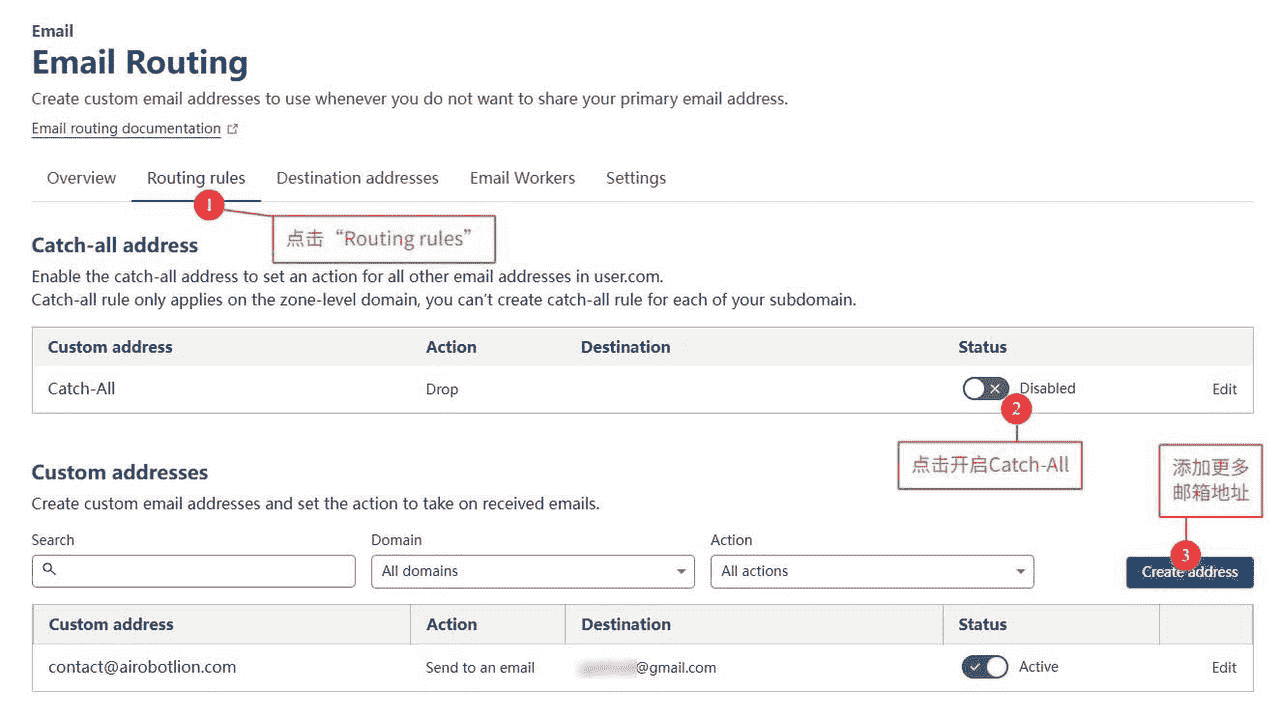 Email
Email Routing
Create custom email addresses to use whenever you do not want to share your primary email address.
Email routing documentation
Overview Routing rules Destination addresses Email Workers Settings
1
点击“Routing rules”
Catch-all address
Enable the catch-all address to set an action for all other email addresses in user.com.
Catch-all rule only applies on the zone-level domain, you can't create catch-all rule for each of your subdomain.
Custom address Action Destination Status
Catch-All Drop Disabled Edit
2
点击开启Catch-All
添加更多
邮箱地址
3
Custom addresses
Create custom email addresses and set the action to take on received emails.
Search Domain Action
All domains All actions Create address
Custom address Action Destination Status
contact@airobotlion.com Send to an email @gmail.com Active Edit